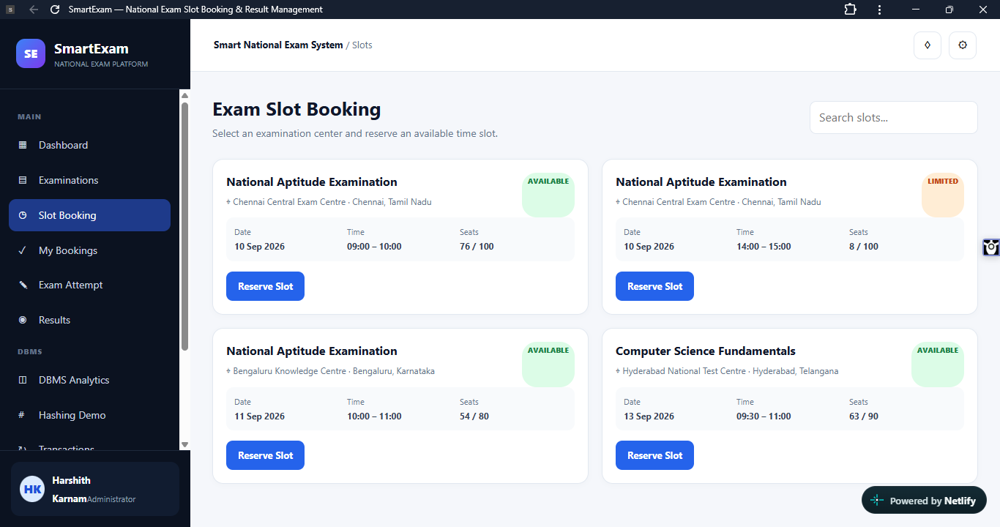 SmartExam — National Exam Slot Booking & Result Management
SE
SmartExam
NATIONAL EXAM PLATFORM
MAIN
Dashboard
Examinations
Slot Booking
My Bookings
Exam Attempt
Results
DBMS
DBMS Analytics
# Hashing Demo
Transactions
HK
Harshith
Karnam Administrator
Smart National Exam System / Slots
Exam Slot Booking
Select an examination center and reserve an available time slot.
Search slots...
National Aptitude Examination
AVAILABLE
Chennai Central Exam Centre · Chennai, Tamil Nadu
Date Time Seats
10 Sep 2026 09:00 – 10:00 76 / 100
Reserve Slot
National Aptitude Examination
LIMITED
Chennai Central Exam Centre · Chennai, Tamil Nadu
Date Time Seats
10 Sep 2026 14:00 – 15:00 8 / 100
Reserve Slot
National Aptitude Examination
AVAILABLE
Bengaluru Knowledge Centre · Bengaluru, Karnataka
Date Time Seats
11 Sep 2026 10:00 – 11:00 54 / 80
Reserve Slot
Computer Science Fundamentals
AVAILABLE
Hyderabad National Test Centre · Hyderabad, Telangana
Date Time Seats
13 Sep 2026 09:30 – 11:00 63 / 90
Reserve Slot
Powered by Netlify